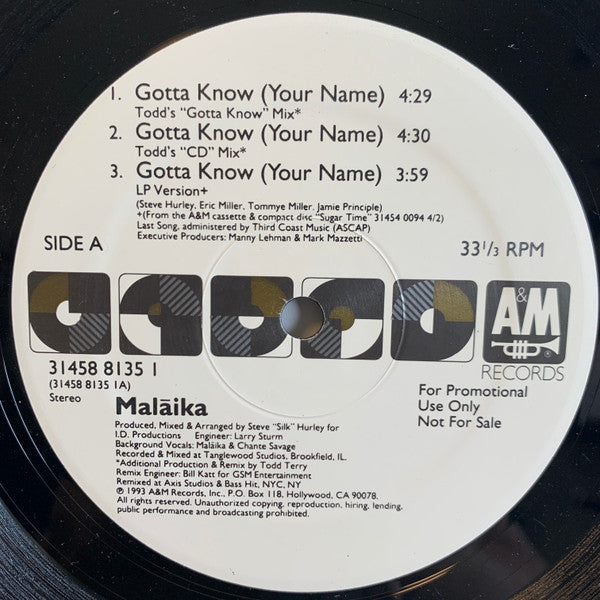 1. Gotta Know (Your Name) 4:29
Todd's "Gotta Know" Mix*
2. Gotta Know (Your Name) 4:30
Todd's "CD" Mix*
3. Gotta Know (Your Name) 3:59
LP Version+
(Steve Hurley, Eric Miller, Tommye Miller, Jamie Principle)
+(From the A&M cassette & compact disc "Sugar Time" 31454 0094 4/2)
Last Song, administered by Third Coast Music (ASCAP)
Executive Producers: Manny Lehman & Mark Mazzetti
SIDE A
33 1/3 RPM
A&M
RECORDS ®
31458 8135 1
(31458 8135 1A)
Stereo
For Promotional
Use Only
Not For Sale
Malāika
Produced, Mixed & Arranged by Steve "Silk" Hurley for
I.D. Productions Engineer: Larry Sturm
Background Vocals: Malāika & Chante Savage
Recorded & Mixed at Tanglewood Studios, Brookfield, IL.
*Additional Production & Remix by Todd Terry
Remix Engineer: Bill Katt for GSM Entertainment
Remixed at Axis Studios & Bass Hit, NYC, NY
℗ 1993 A&M Records, Inc., P.O. Box 118, Hollywood, CA 90078.
All rights reserved. Unauthorized copying, reproduction, hiring, lending,
public performance and broadcasting prohibited.